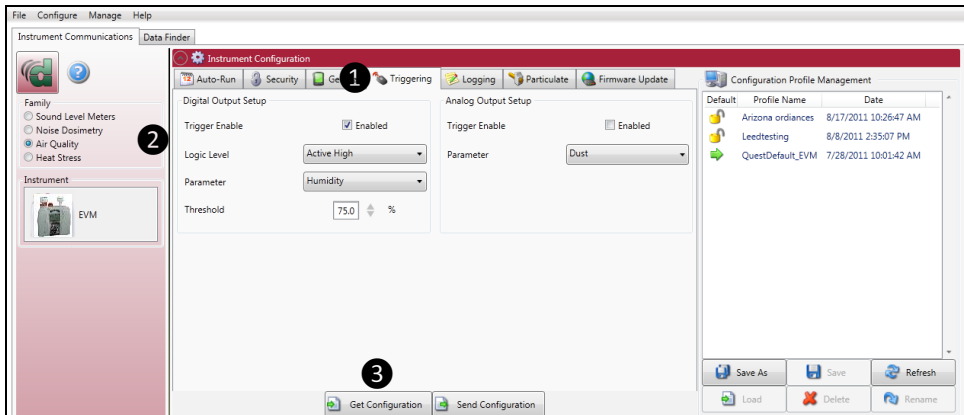 File Configure Manage Help
Instrument Communications Data Finder
Instrument Configuration
Auto-Run Security Ge 1 Triggering Logging Particulate Firmware Update
Family
Sound Level Meters
Noise Dosimetry
Air Quality
Heat Stress
2
Instrument
EVM
Digital Output Setup
Trigger Enable Enabled
Logic Level Active High
Parameter Humidity
Threshold 75.0 %
Analog Output Setup
Trigger Enable Enabled
Parameter Dust
3
Get Configuration Send Configuration
Configuration Profile Management
Default Profile Name Date
Arizona ordiances 8/17/2011 10:26:47 AM
Leedtesting 8/8/2011 2:35:07 PM
QuestDefault_EVM 7/28/2011 10:01:42 AM
Save As Save Refresh
Load Delete Rename